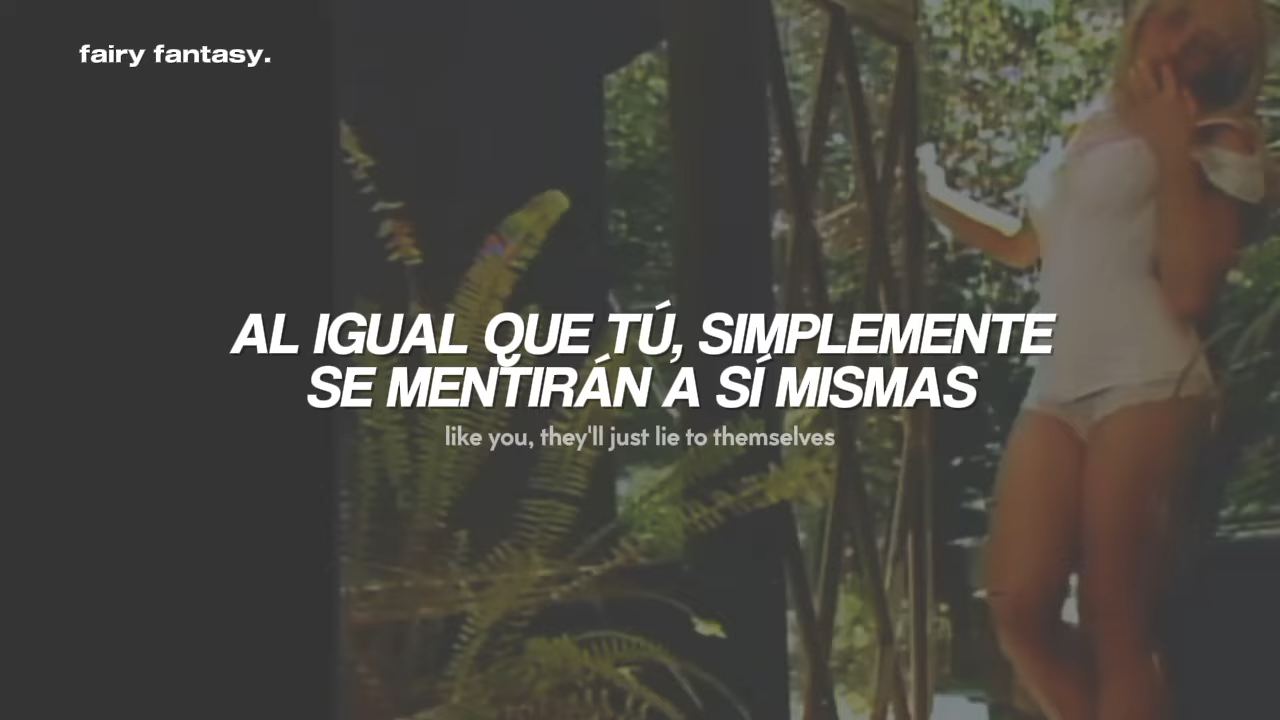 fairy fantasy.
AL IGUAL QUE TÚ, SIMPLEMENTE
SE MENTIRÁN A SÍ MISMAS
like you, they'll just lie to themselves